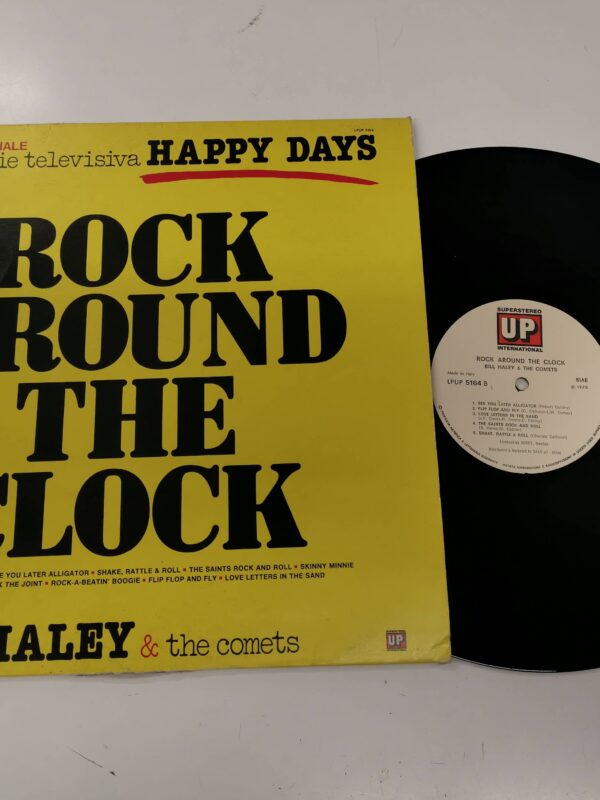 LPUP 5164
NALE
ie televisiva HAPPY DAYS
ROCK
ROUND
THE
CLOCK
E YOU LATER ALLIGATOR • SHAKE, RATTLE & ROLL • THE SAINTS ROCK AND ROLL • SKINNY MINNIE
K THE JOINT • ROCK-A-BEATIN' BOOGIE • FLIP FLOP AND FLY • LOVE LETTERS IN THE SAND
HALEY & the comets
UP
SUPERSTEREO
UP
INTERNATIONAL
ROCK AROUND THE CLOCK
BILL HALEY & THE COMETS
Made in Italy
SIAE
LPUP 5164 B
1. SEE YOU LATER ALLIGATOR
2. FLIP FLOP AND FLY
3. LOVE LETTERS IN THE SAND
4. THE SAINTS ROCK AND ROLL
5. SHAKE, RATTLE & ROLL (Charles Calhoun)